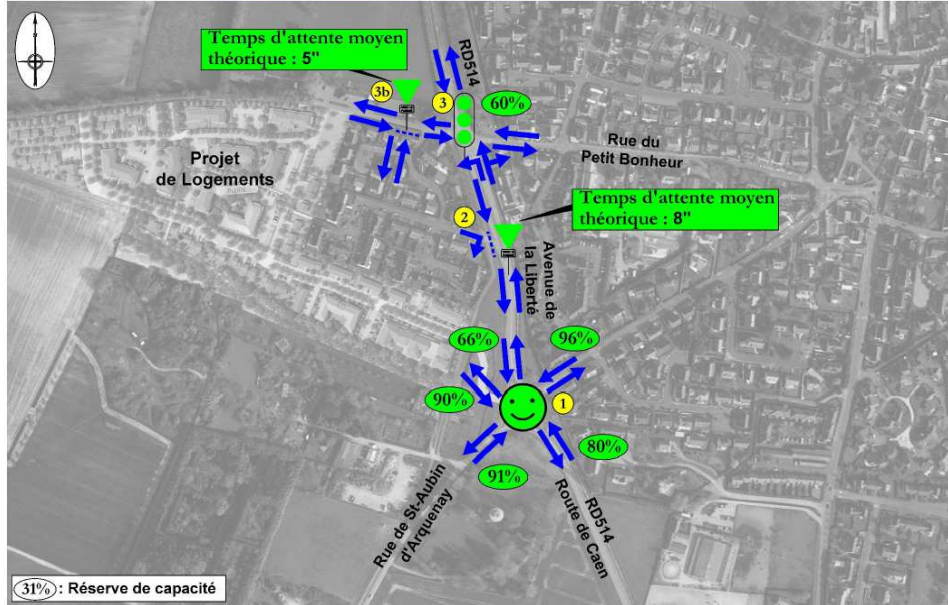 Temps d'attente moyen
théorique : 5"
RD514
3b
3
60%
Rue du
Petit Bonheur
Projet
de Logements
Temps d'attente moyen
théorique : 8"
2
Avenue de
la Liberté
66%
96%
90%
1
80%
91%
Rue de St-Aubin
d'Arquenay
RD514
Route de Caen
31% : Réserve de capacité